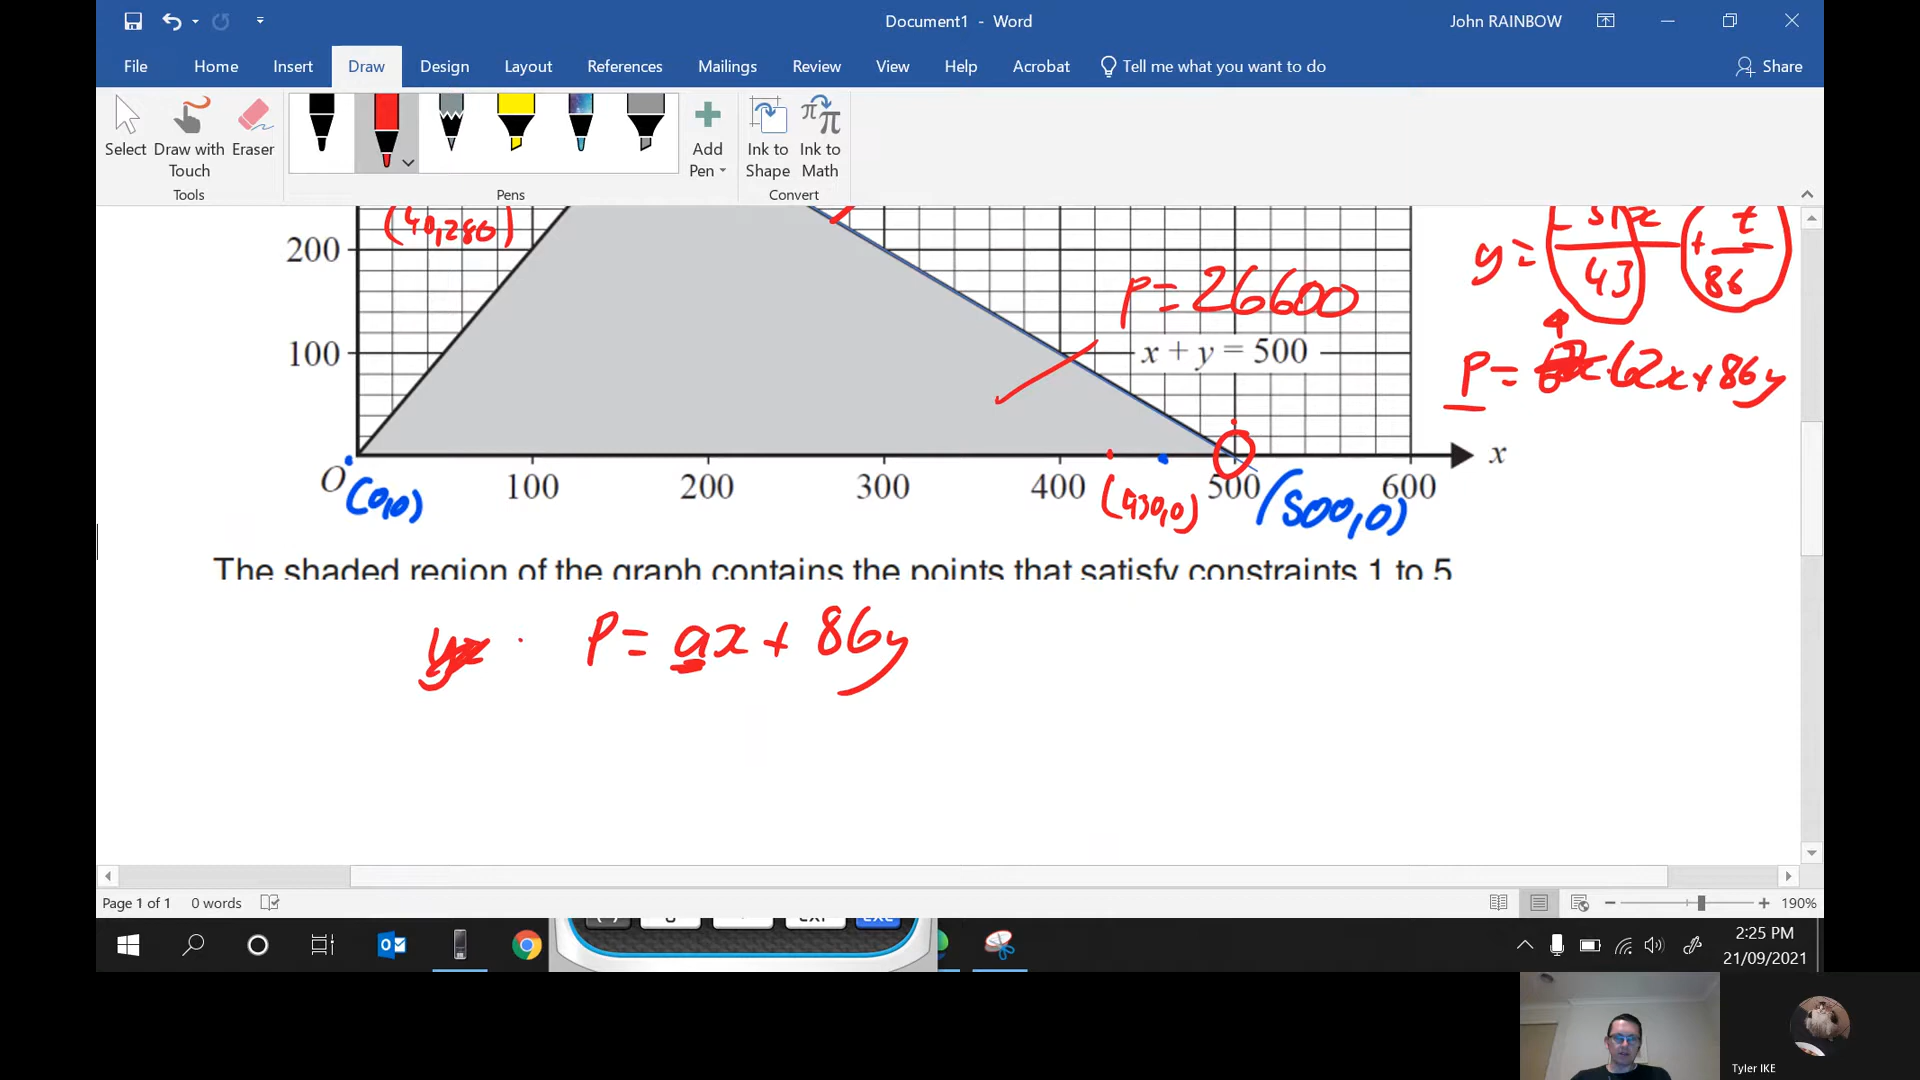 Document1 - Word
John RAINBOW
File Home Insert Draw Design Layout References Mailings Review View Help Acrobat Tell me what you want to do Share
Select Draw with Touch Eraser Add Pen Ink to Shape Ink to Math
Tools Pens Convert
(40,280)
200
100
P=26600
x + y = 500
43
+
86
y=
P= 62x+86y
x
O 100 200 300 400 500 600
(0,0)
(430,0)
(500,0)
The shaded region of the graph contains the points that satisfy constraints 1 to 5
P= ax + 86y
Page 1 of 1 0 words 190%
EXE
2:25 PM
21/09/2021
Tyler IKE